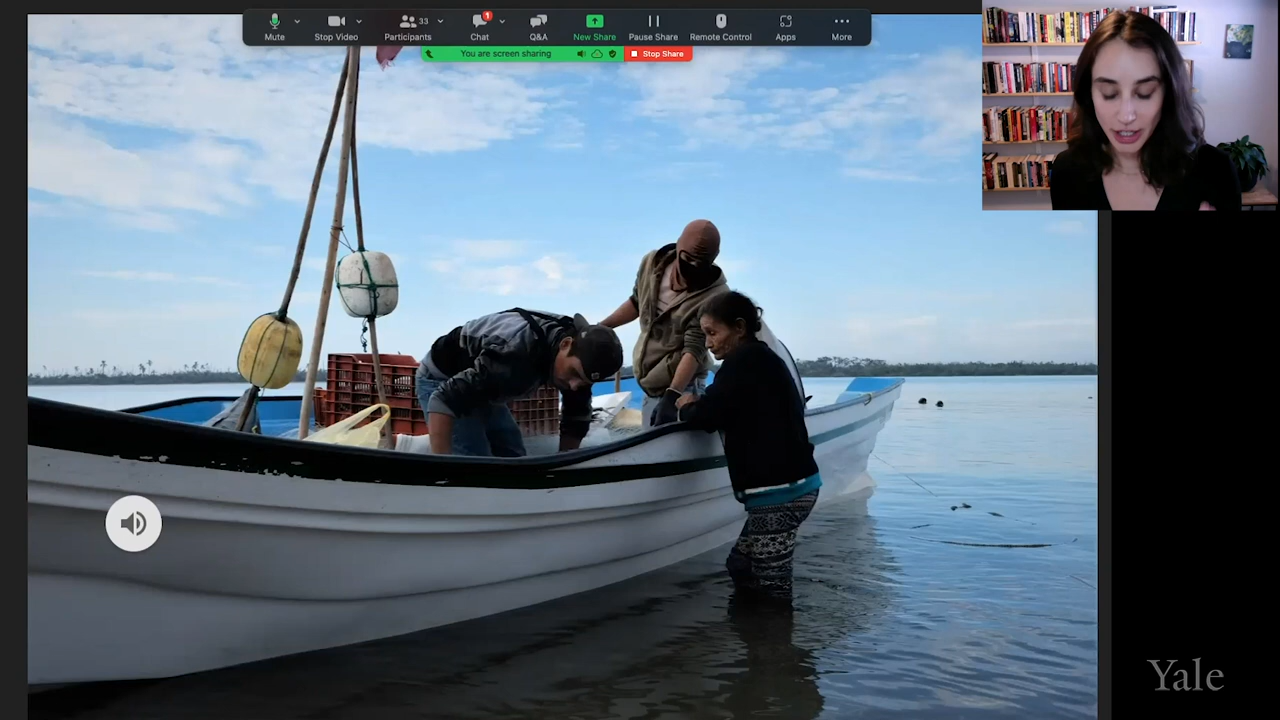 Mute
Stop Video
Participants
33
Chat
1
Q&A
New Share
Pause Share
Remote Control
Apps
More
You are screen sharing
Stop Share
Yale